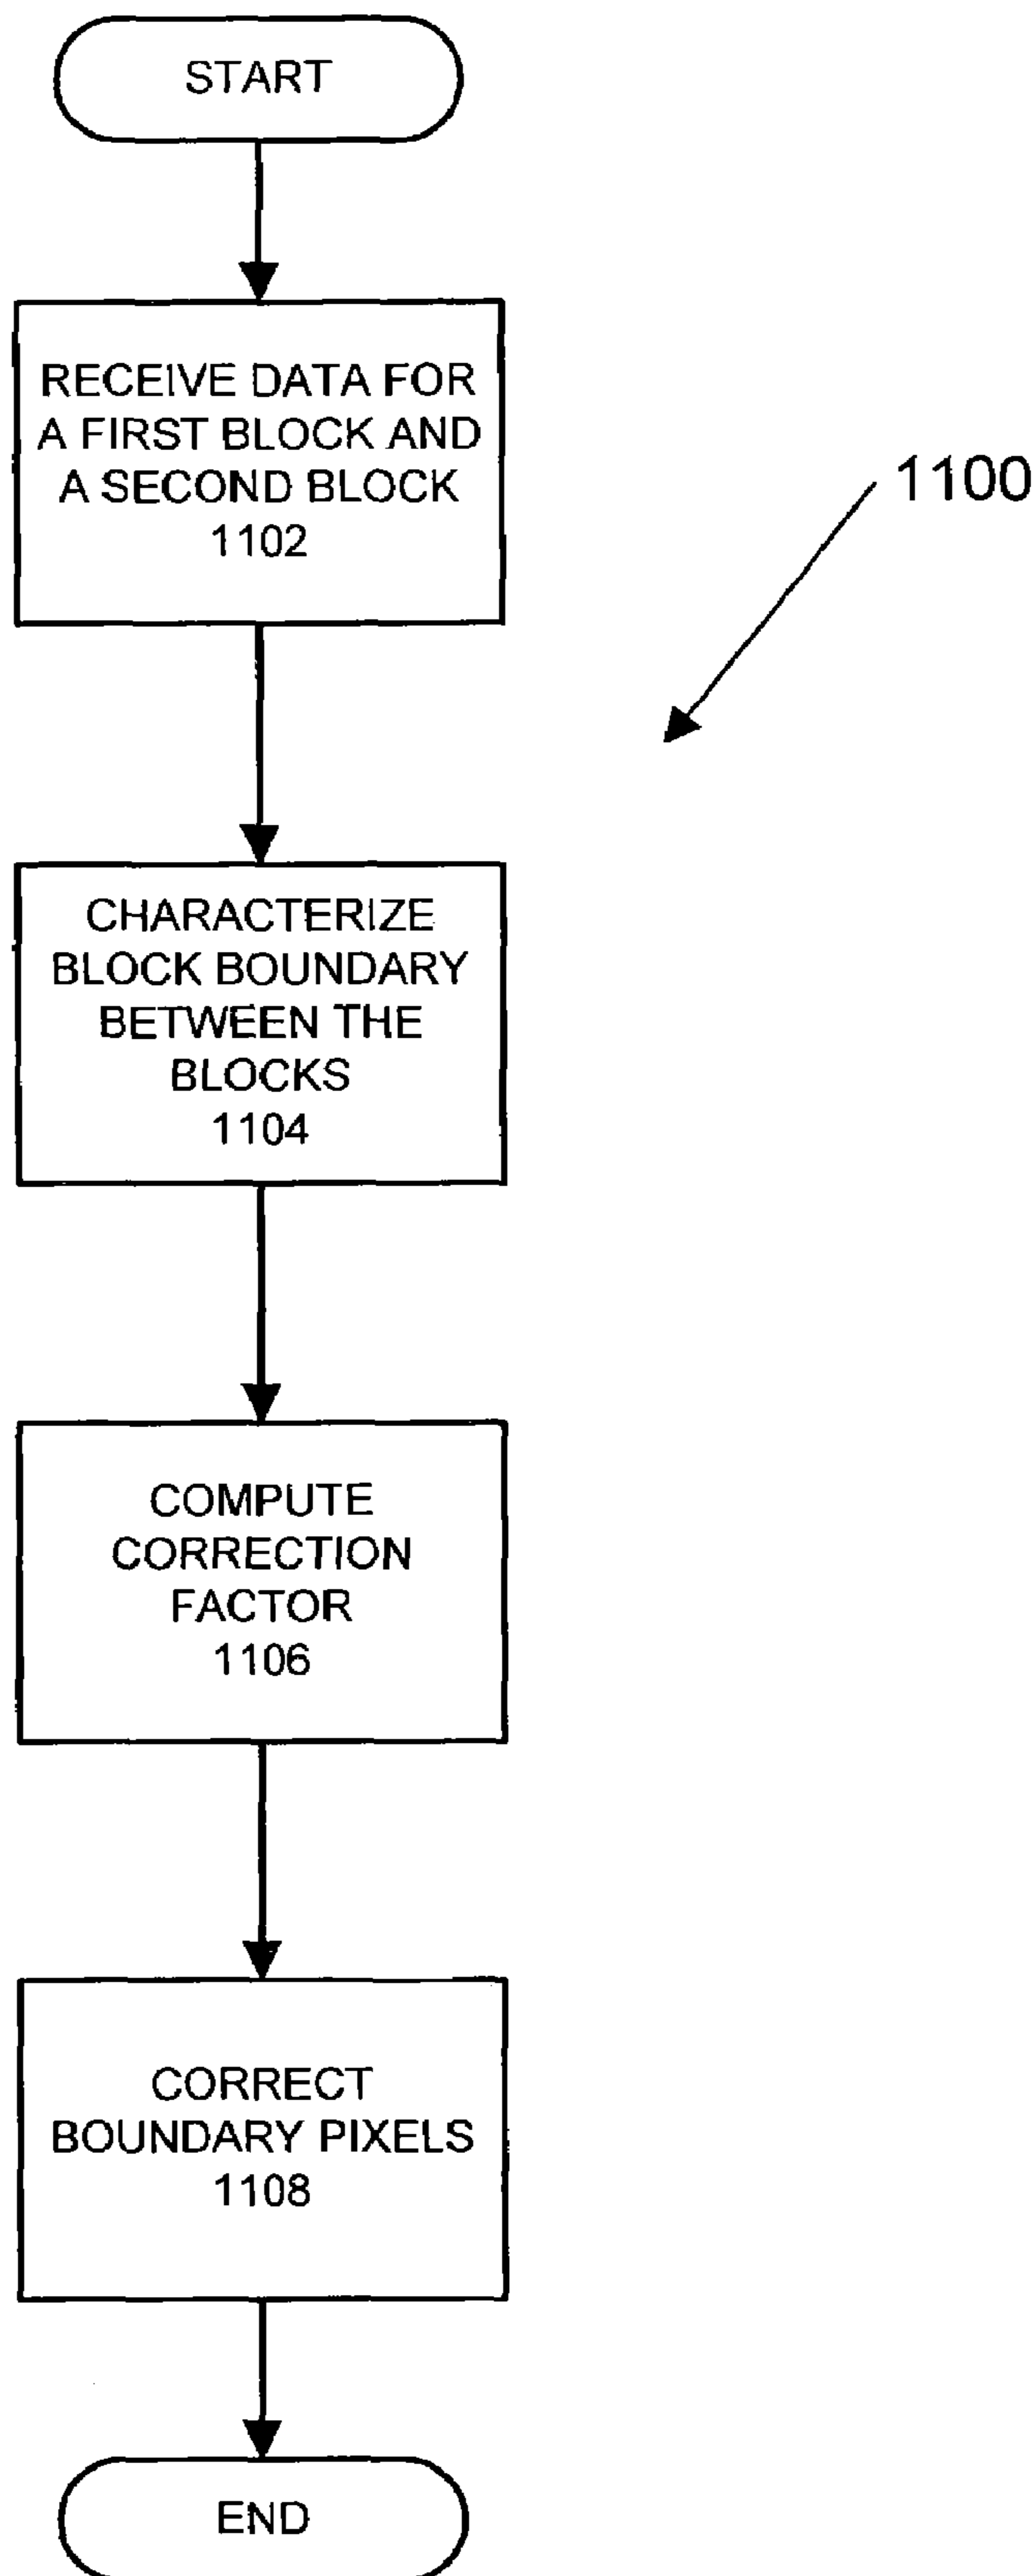 START
RECEIVE DATA FOR
A FIRST BLOCK AND
A SECOND BLOCK
1102
1100
CHARACTERIZE
BLOCK BOUNDARY
BETWEEN THE
BLOCKS
1104
COMPUTE
CORRECTION
FACTOR
1106
CORRECT
BOUNDARY PIXELS
1108
END